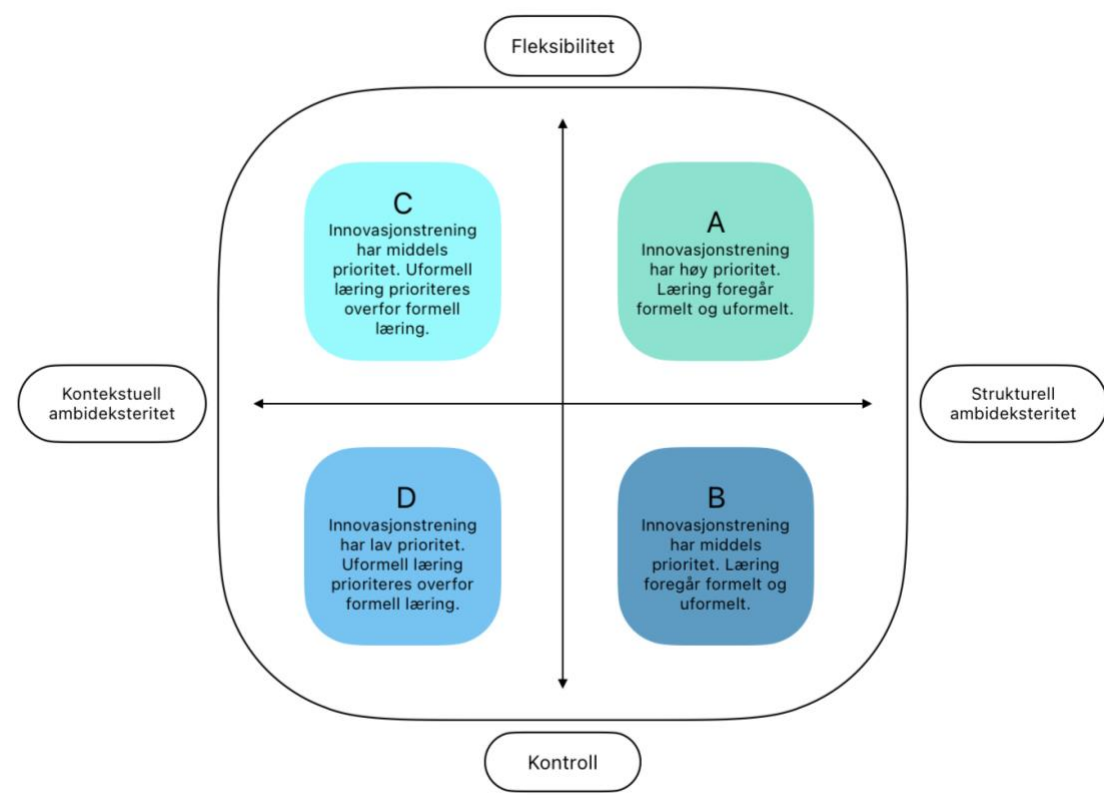 Fleksibilitet
C
Innovasjonstrening
har middels
prioritet. Uformell
læring prioriteres
overfor formell
læring.
A
Innovasjonstrening
har høy prioritet.
Læring foregår
formelt og uformelt.
Kontekstuell
ambideksteritet
Strukturell
ambideksteritet
D
Innovasjonstrening
har lav prioritet.
Uformell læring
prioriteres overfor
formell læring.
B
Innovasjonstrening
har middels
prioritet. Læring
foregår formelt og
uformelt.
Kontroll